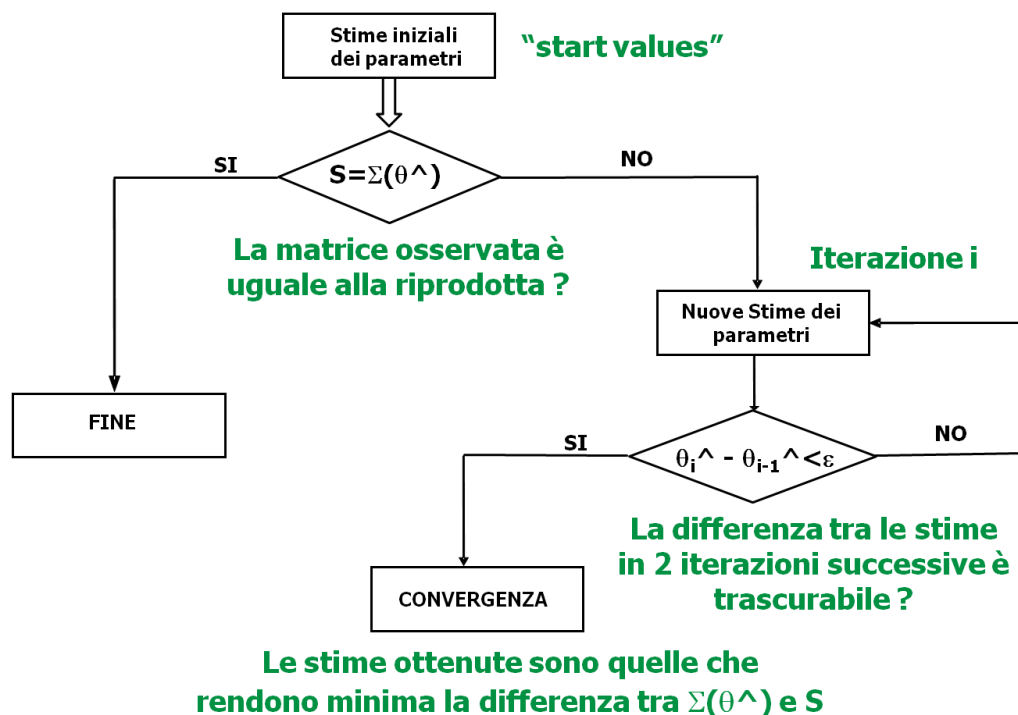 Stime iniziali
dei parametri
“start values”
SI
NO
S=Σ(θ^)
La matrice osservata è
uguale alla riprodotta ?
Iterazione i
Nuove Stime dei
parametri
FINE
SI
NO
θi^ - θi-1^<ε
La differenza tra le stime
in 2 iterazioni successive è
trascurabile ?
CONVERGENZA
Le stime ottenute sono quelle che
rendono minima la differenza tra Σ(θ^) e S